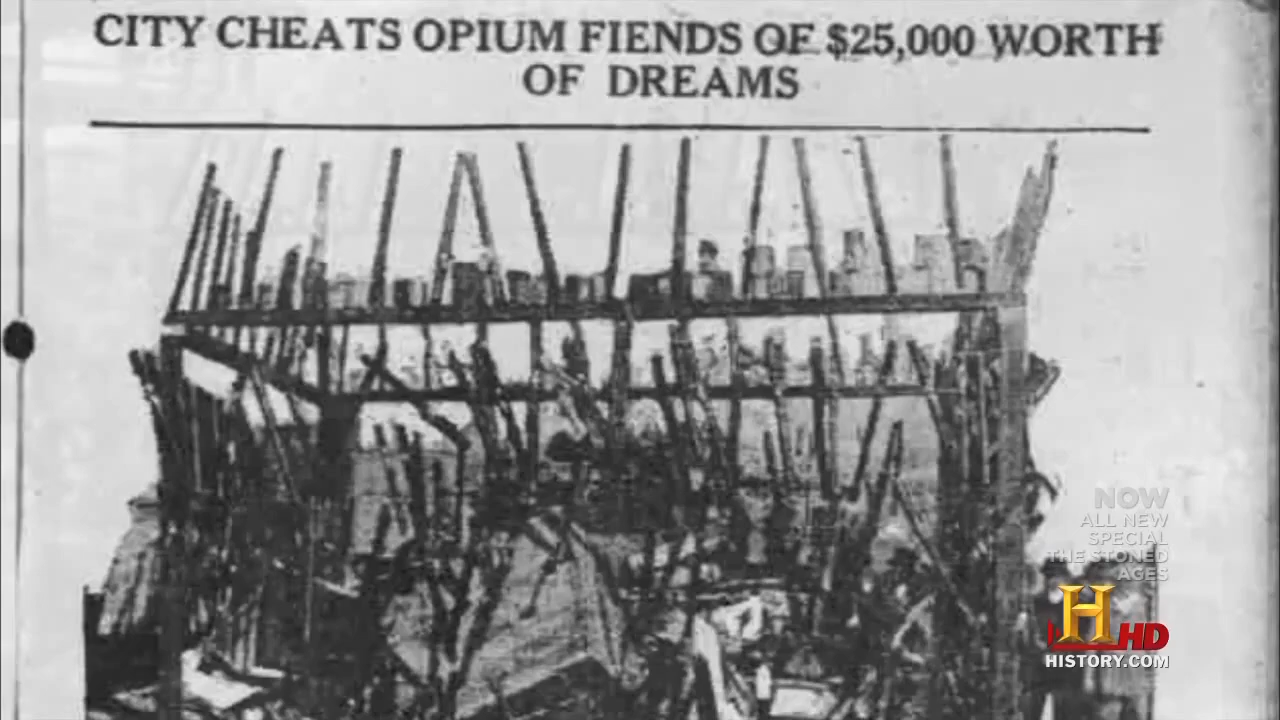 CITY CHEATS OPIUM FIENDS OF $25,000 WORTH
OF DREAMS
NOW
ALL NEW
SPECIAL
THE STONED
AGES
H
HD
HISTORY.COM